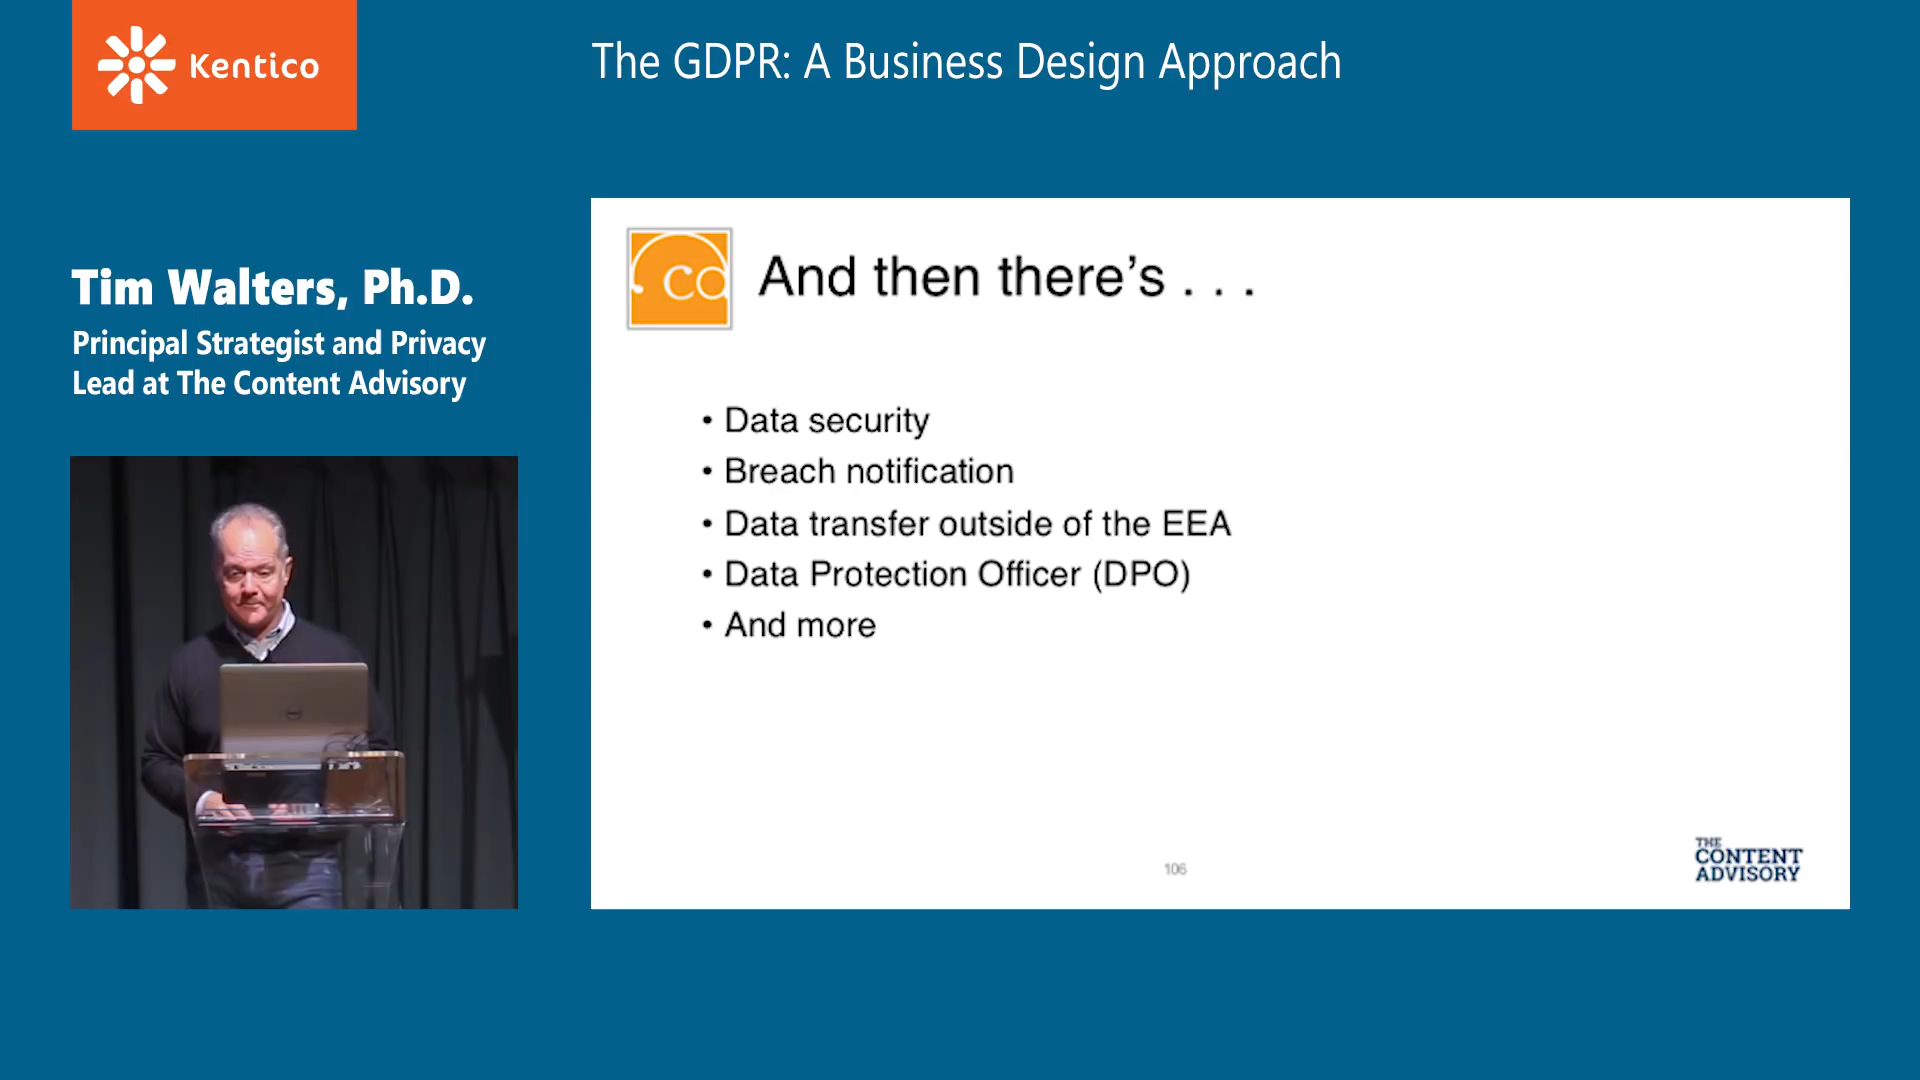 Kentico
The GDPR: A Business Design Approach
Tim Walters, Ph.D.
Principal Strategist and Privacy
Lead at The Content Advisory
ca
And then there’s . . .
• Data security
• Breach notification
• Data transfer outside of the EEA
• Data Protection Officer (DPO)
• And more
106
THE
CONTENT
ADVISORY